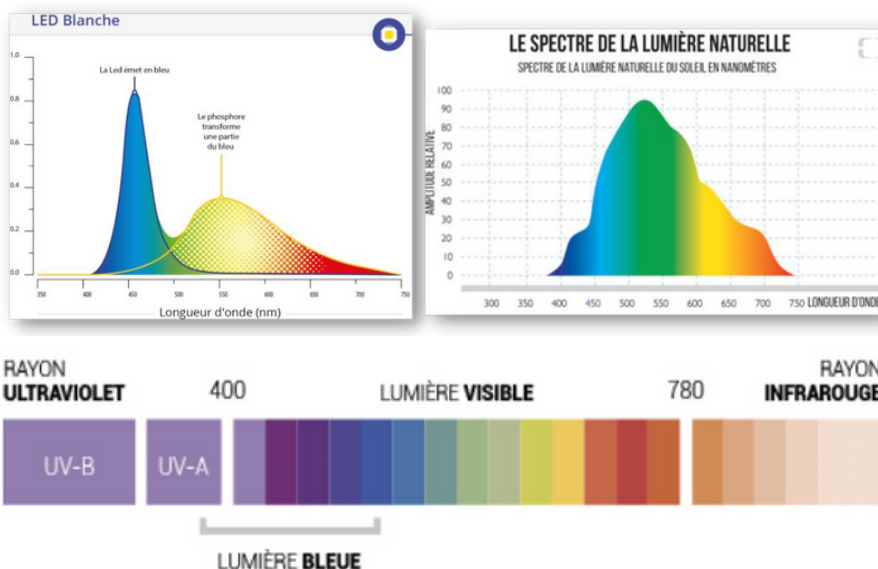 LED Blanche
1.0
0.8
0.6
0.4
0.2
0.0
La Led émet en bleu
Le phosphore
transforme
une partie
du bleu
350 400 450 500 550 600 650 700 750
Longueur d'onde (nm)
LE SPECTRE DE LA LUMIÈRE NATURELLE
SPECTRE DE LA LUMIÈRE NATURELLE DU SOLEIL EN NANOMÈTRES
AMPLITUDE RELATIVE
100
90
80
70
60
50
40
30
20
10
0
300 350 400 450 500 550 600 650 700 750 LONGUEUR D'ONDE
RAYON
ULTRAVIOLET
400
LUMIÈRE VISIBLE
780
RAYON
INFRAROUGE
UV-B
UV-A
LUMIÈRE BLEUE